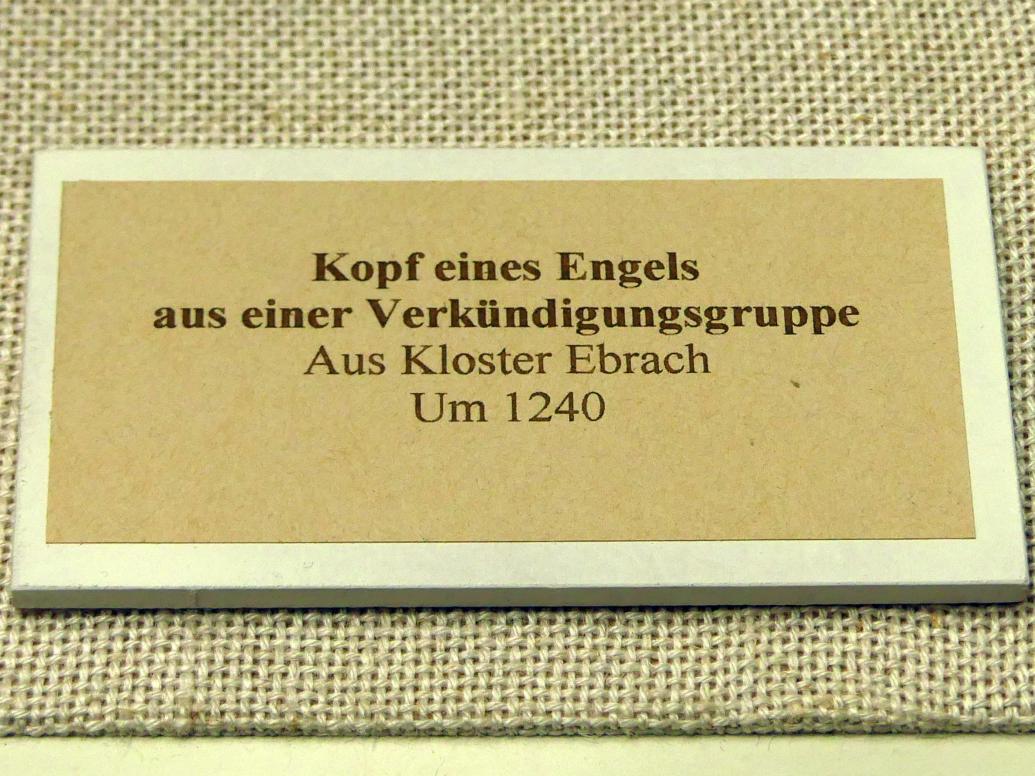 Kopf eines Engels
aus einer Verkündigungsgruppe
Aus Kloster Ebrach
Um 1240